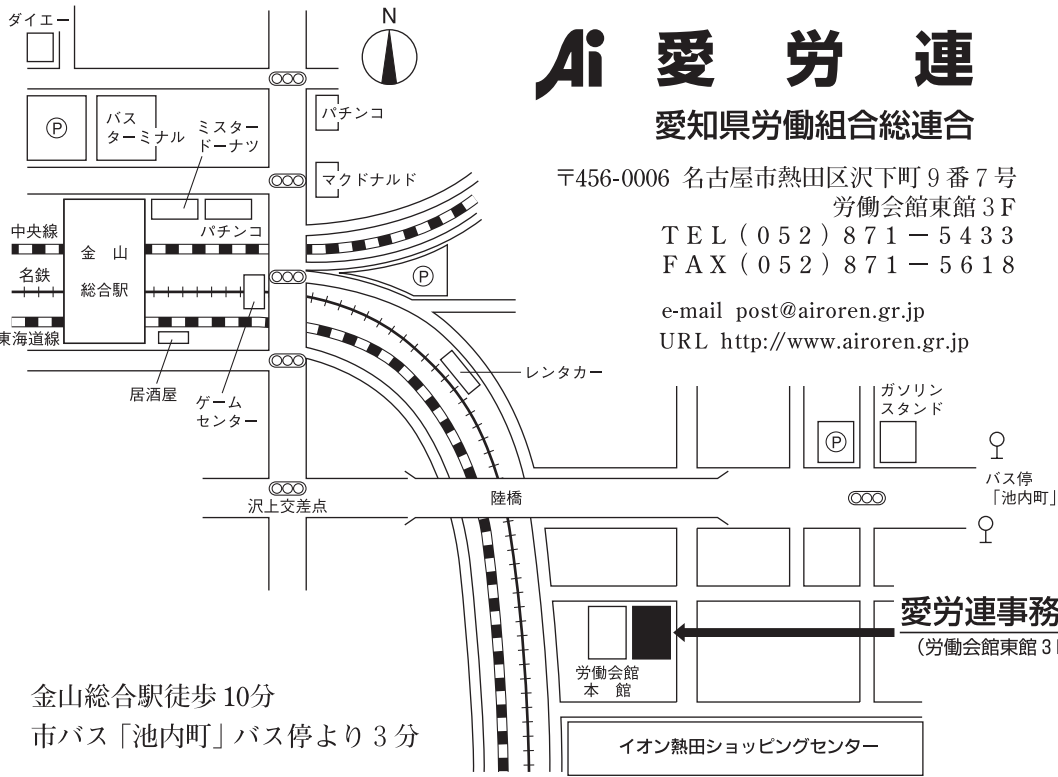 ダイエー
N
Ai 愛労連
愛知県労働組合総連合
〒456-0006 名古屋市熱田区沢下町9番7号
労働会館東館3F
TEL(052)871-5433
FAX(052)871-5618
e-mail post@airoren.gr.jp
URL http://www.airoren.gr.jp
P
バス
ターミナル
ミスター
ドーナツ
パチンコ
マクドナルド
パチンコ
中央線
名鉄
東海道線
金山
総合駅
P
居酒屋
ゲーム
センター
レンタカー
ガソリン
スタンド
P
バス停
「池内町」
沢上交差点
陸橋
愛労連事務
(労働会館東館3
労働会館
本館
イオン熱田ショッピングセンター
金山総合駅徒歩10分
市バス「池内町」バス停より3分